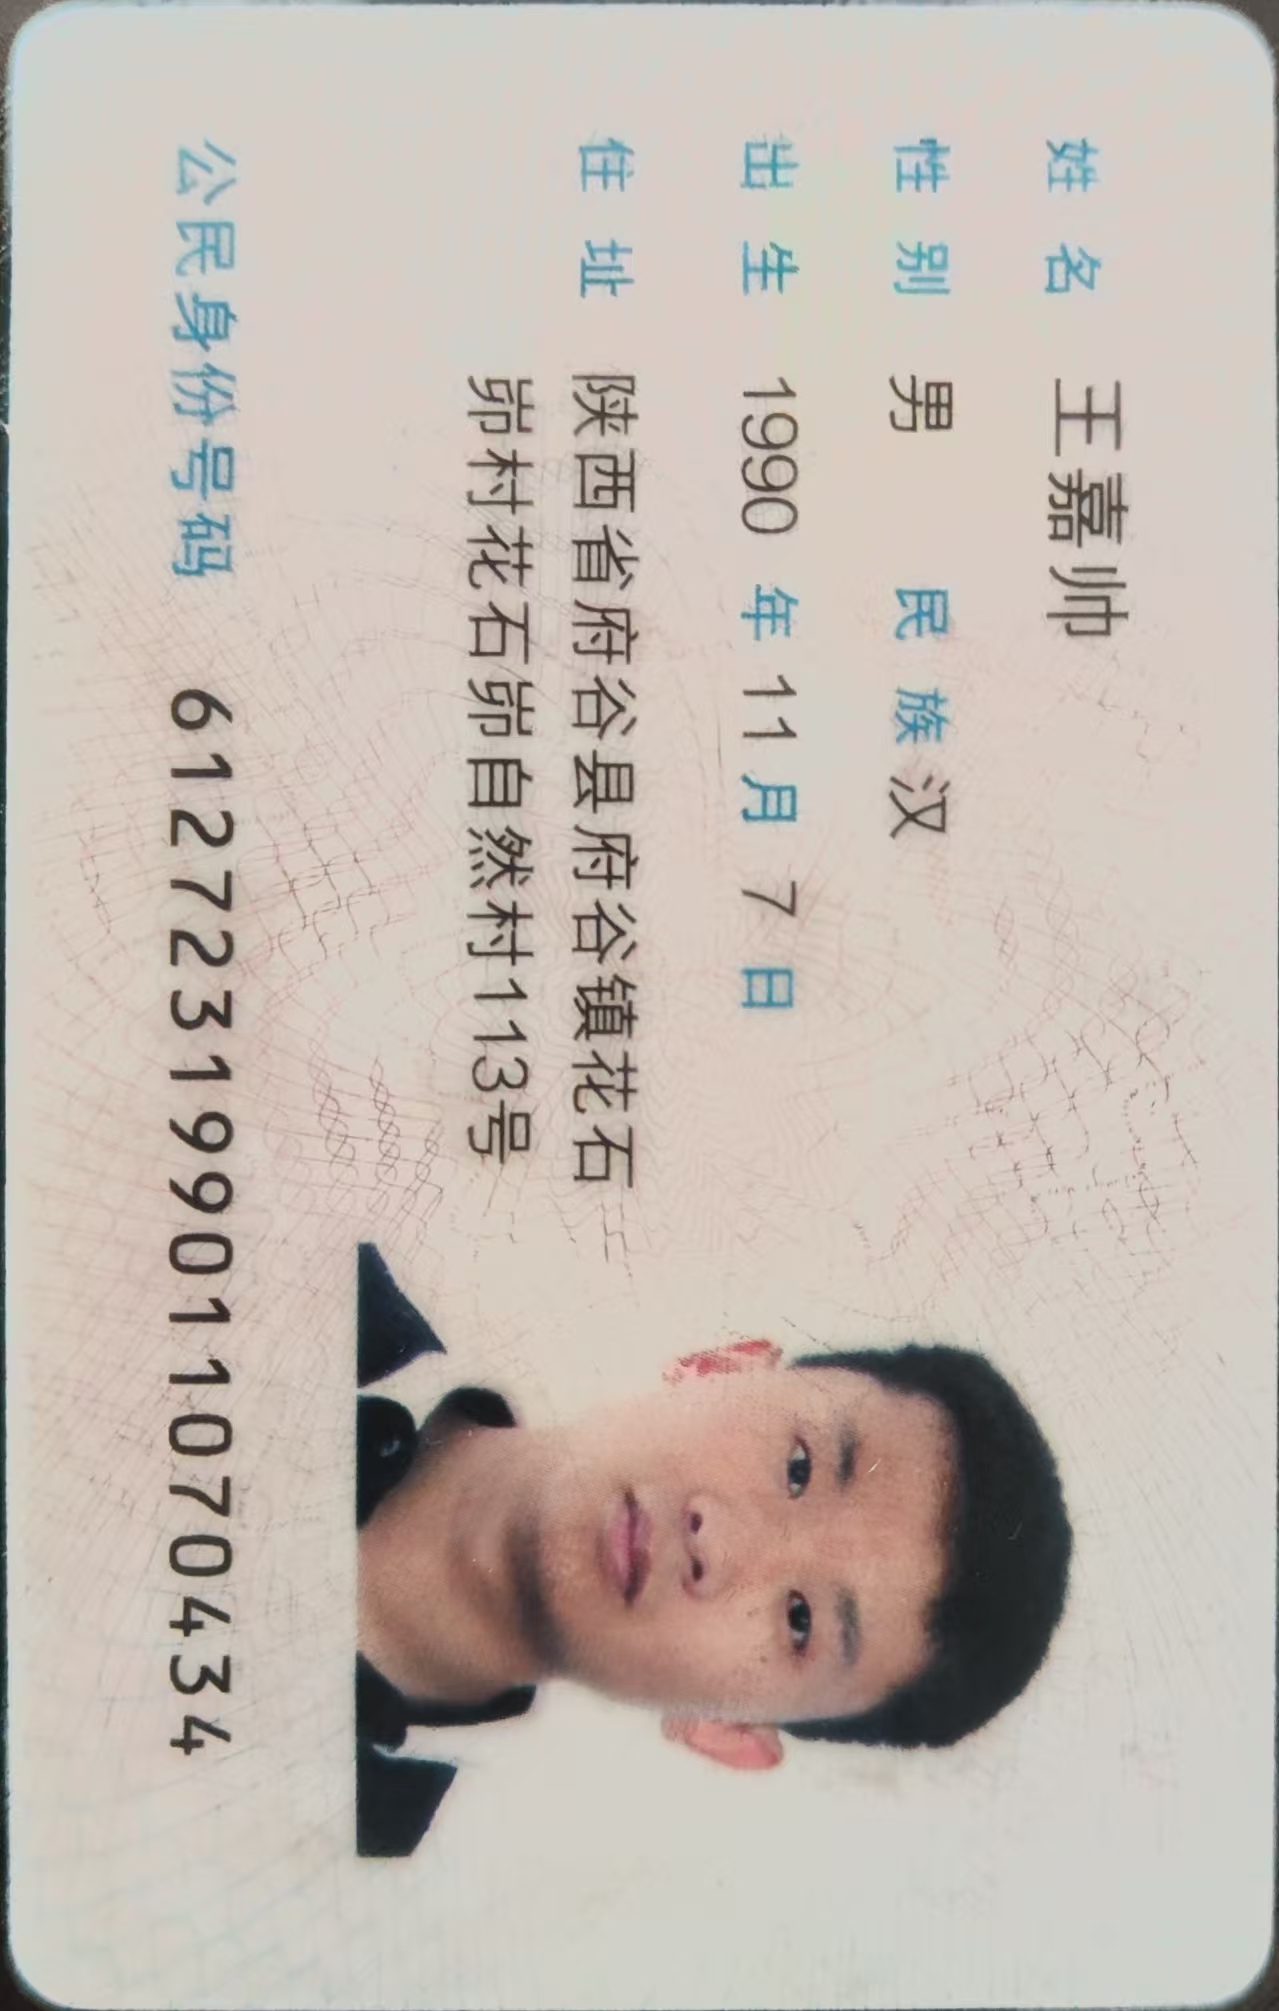 姓名 王嘉帅
性别 男 民族 汉
出生 1990 年 11 月 7 日
住址 陕西省府谷县府谷镇花石
峁村花石峁自然村113号
公民身份号码 612723199011070434